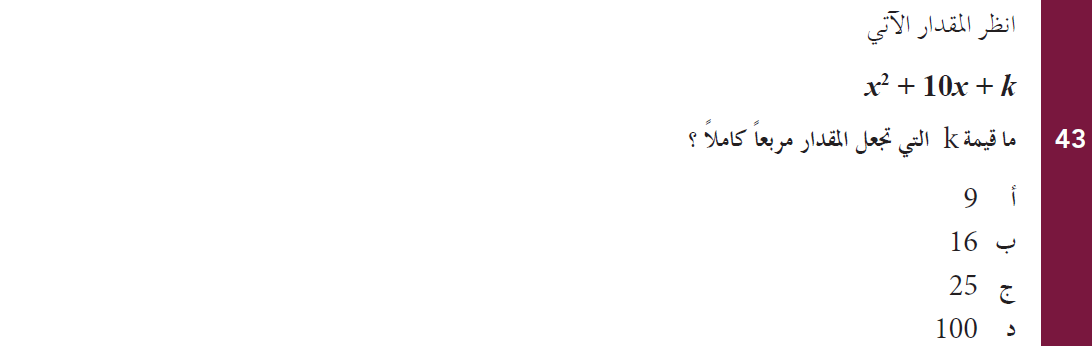 انظر المقدار الآتي
x² + 10x + k
43
ما قيمة k التي تجعل المقدار مربعاً كاملاً ؟
أ 9
ب 16
ج 25
د 100